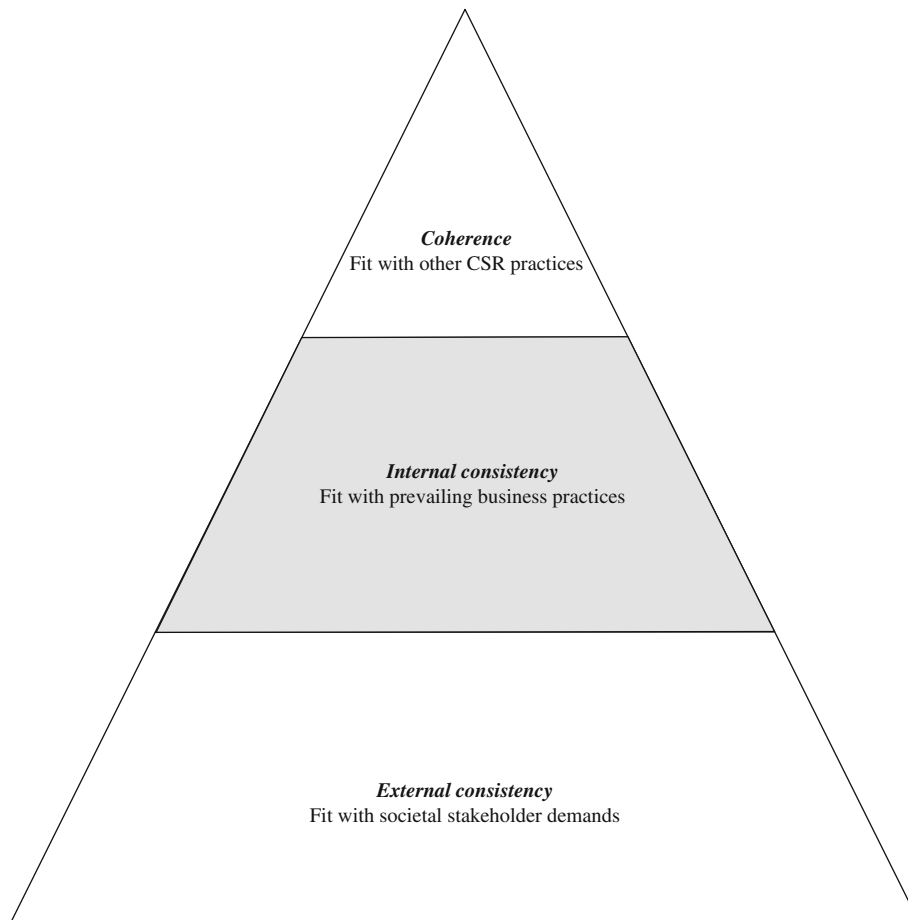 Coherence
Fit with other CSR practices
Internal consistency
Fit with prevailing business practices
External consistency
Fit with societal stakeholder demands